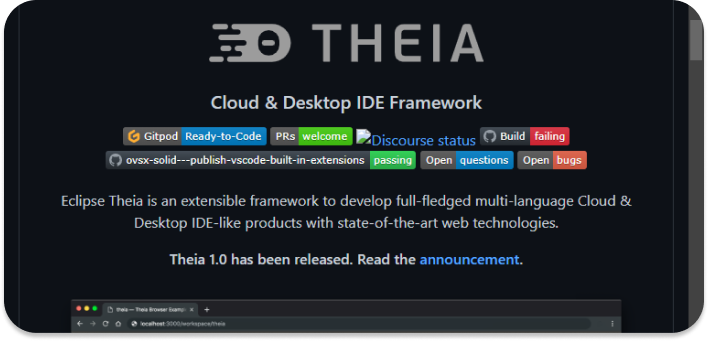 THEIA
Cloud & Desktop IDE Framework
Gitpod Ready-to-Code PRs welcome Discourse status Build failing
ovsx-solid---publish-vscode-built-in-extensions passing Open questions Open bugs
Eclipse Theia is an extensible framework to develop full-fledged multi-language Cloud &
Desktop IDE-like products with state-of-the-art web technologies.
Theia 1.0 has been released. Read the announcement.
theia — Theia Browser Exampl × +
localhost:3000/workspace/theia